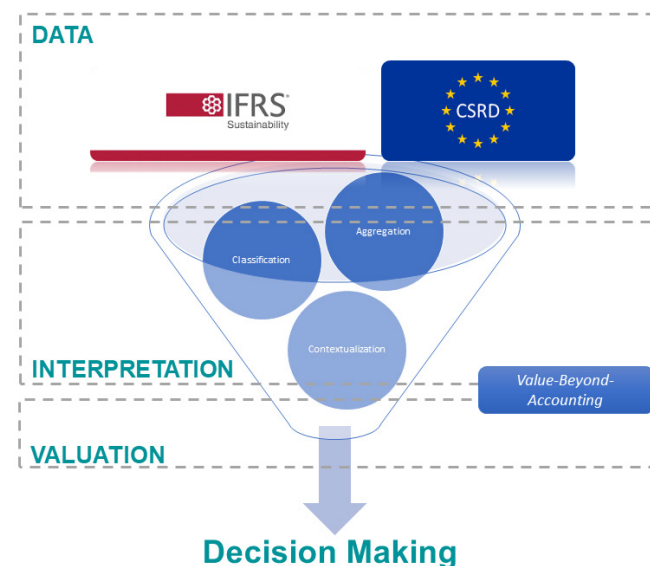 DATA
IFRS®
Sustainability
CSRD
Aggregation
Classification
Contextualization
INTERPRETATION
Value-Beyond-
Accounting
VALUATION
Decision Making